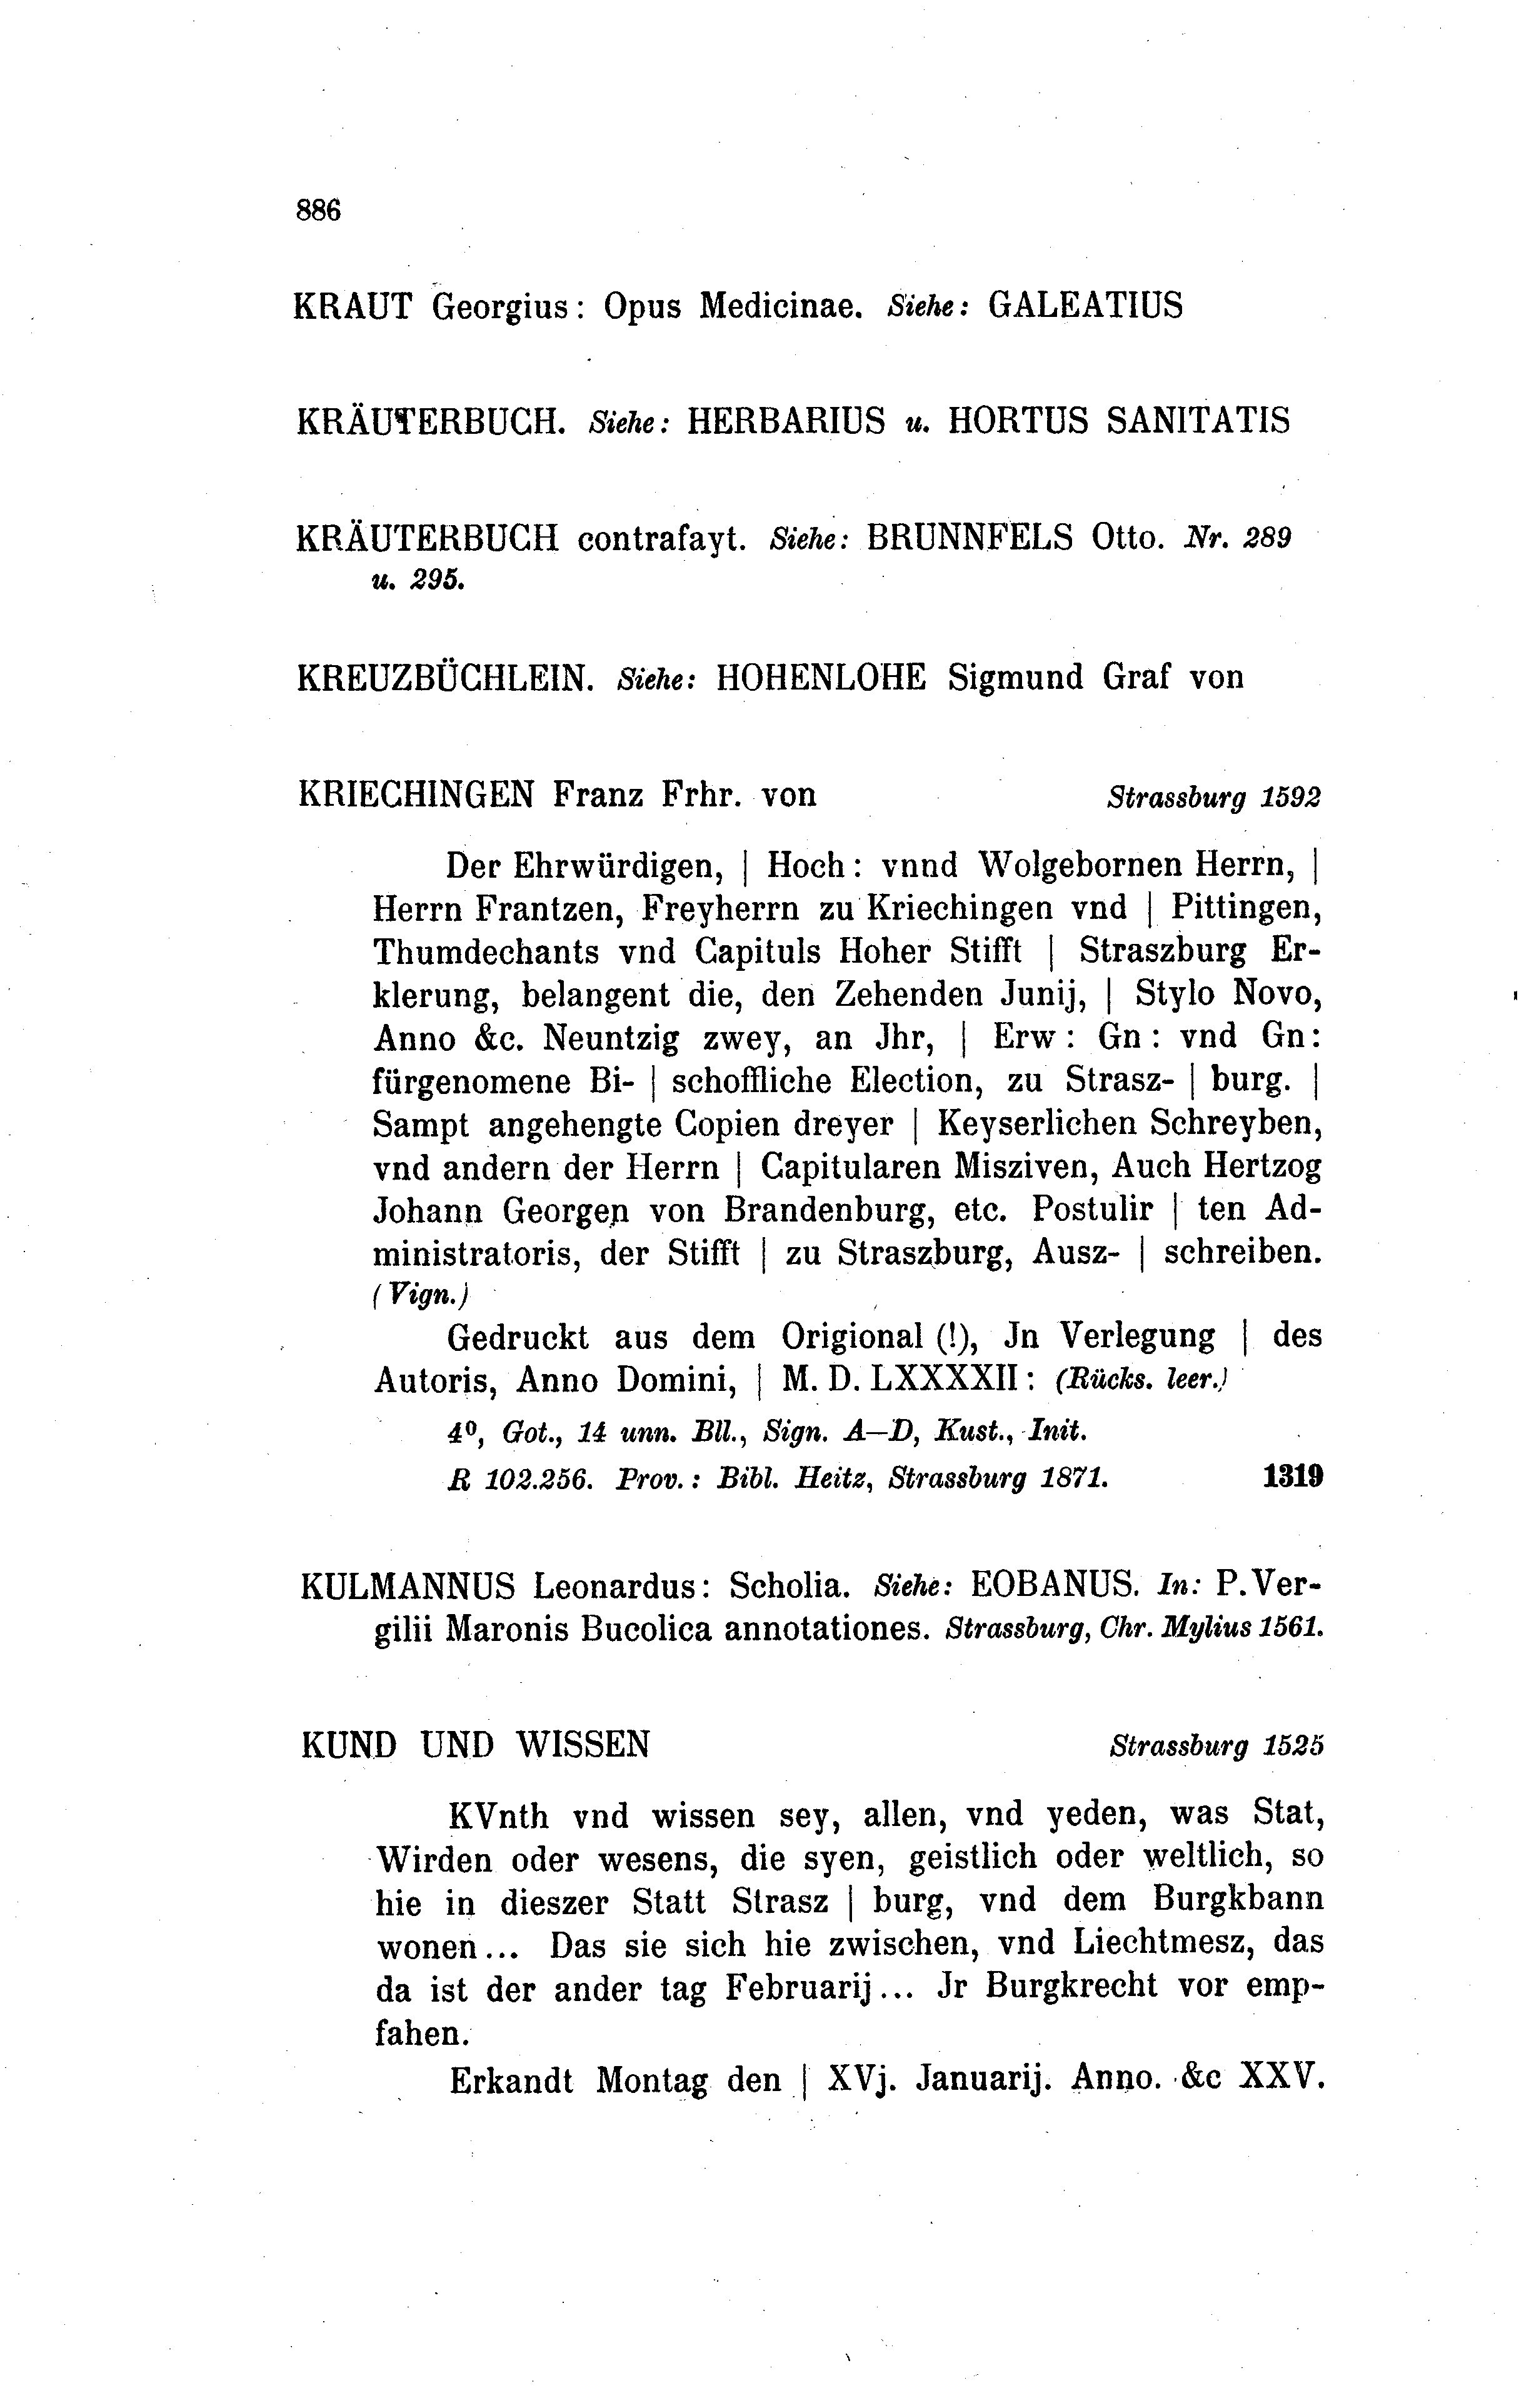 886
KRAUT Georgius: Opus Medicinae. Siehe: GALEATIUS
KRÄUTERBUCH. Siehe: HERBARIUS u. HORTUS SANITATIS
KRÄUTERBUCH contrafayt. Siehe: BRUNNFELS Otto. Nr. 289
u. 295.
KREUZBÜCHLEIN. Siehe: HOHENLOHE Sigmund Graf von
KRIECHINGEN Franz Frhr. von Strassburg 1592
Der Ehrwürdigen, | Hoch: vnnd Wolgebornen Herrn, |
Herrn Frantzen, Freyherrn zu Kriechingen vnd | Pittingen,
Thumdechants vnd Capituls Hoher Stifft | Straszburg Er-
klerung, belangent die, den Zehenden Junij, | Stylo Novo,
Anno &c. Neuntzig zwey, an Jhr, | Erw: Gn: vnd Gn:
fürgenomene Bi- | schoffliche Election, zu Strasz- | burg. |
Sampt angehengte Copien dreyer | Keyserlichen Schreyben,
vnd andern der Herrn | Capitularen Misziven, Auch Hertzog
Johann Georgen von Brandenburg, etc. Postulir | ten Ad-
ministratoris, der Stifft | zu Straszburg, Ausz- | schreiben.
(Vign.)
Gedruckt aus dem Origional (!), Jn Verlegung | des
Autoris, Anno Domini, | M. D. LXXXXII: (Rücks. leer.)
4⁰, Got., 14 unn. Bll., Sign. A—D, Kust., Init.
R 102.256. Prov.: Bibl. Heitz, Strassburg 1871. 1319
KULMANNUS Leonardus: Scholia. Siehe: EOBANUS. In: P. Ver-
gilii Maronis Bucolica annotationes. Strassburg, Chr. Mylius 1561.
KUND UND WISSEN Strassburg 1525
KVnth vnd wissen sey, allen, vnd yeden, was Stat,
Wirden oder wesens, die syen, geistlich oder weltlich, so
hie in dieszer Statt Strasz | burg, vnd dem Burgkbann
wonen... Das sie sich hie zwischen, vnd Liechtmesz, das
da ist der ander tag Februarij... Jr Burgkrecht vor emp-
fahen.
Erkandt Montag den | XVj. Januarij. Anno. &c XXV.